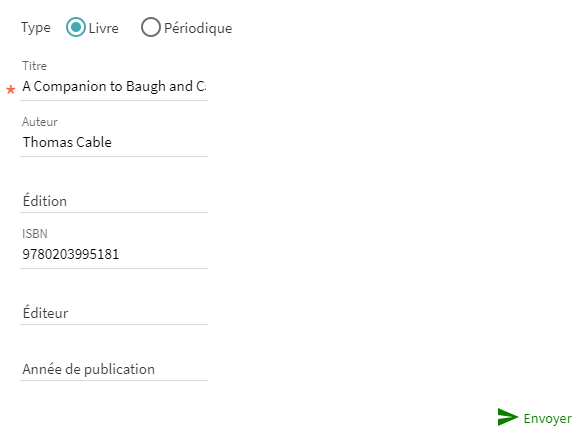 Type Livre Périodique
Titre
* A Companion to Baugh and C
Auteur
Thomas Cable
Édition
ISBN
9780203995181
Éditeur
Année de publication
Envoyer